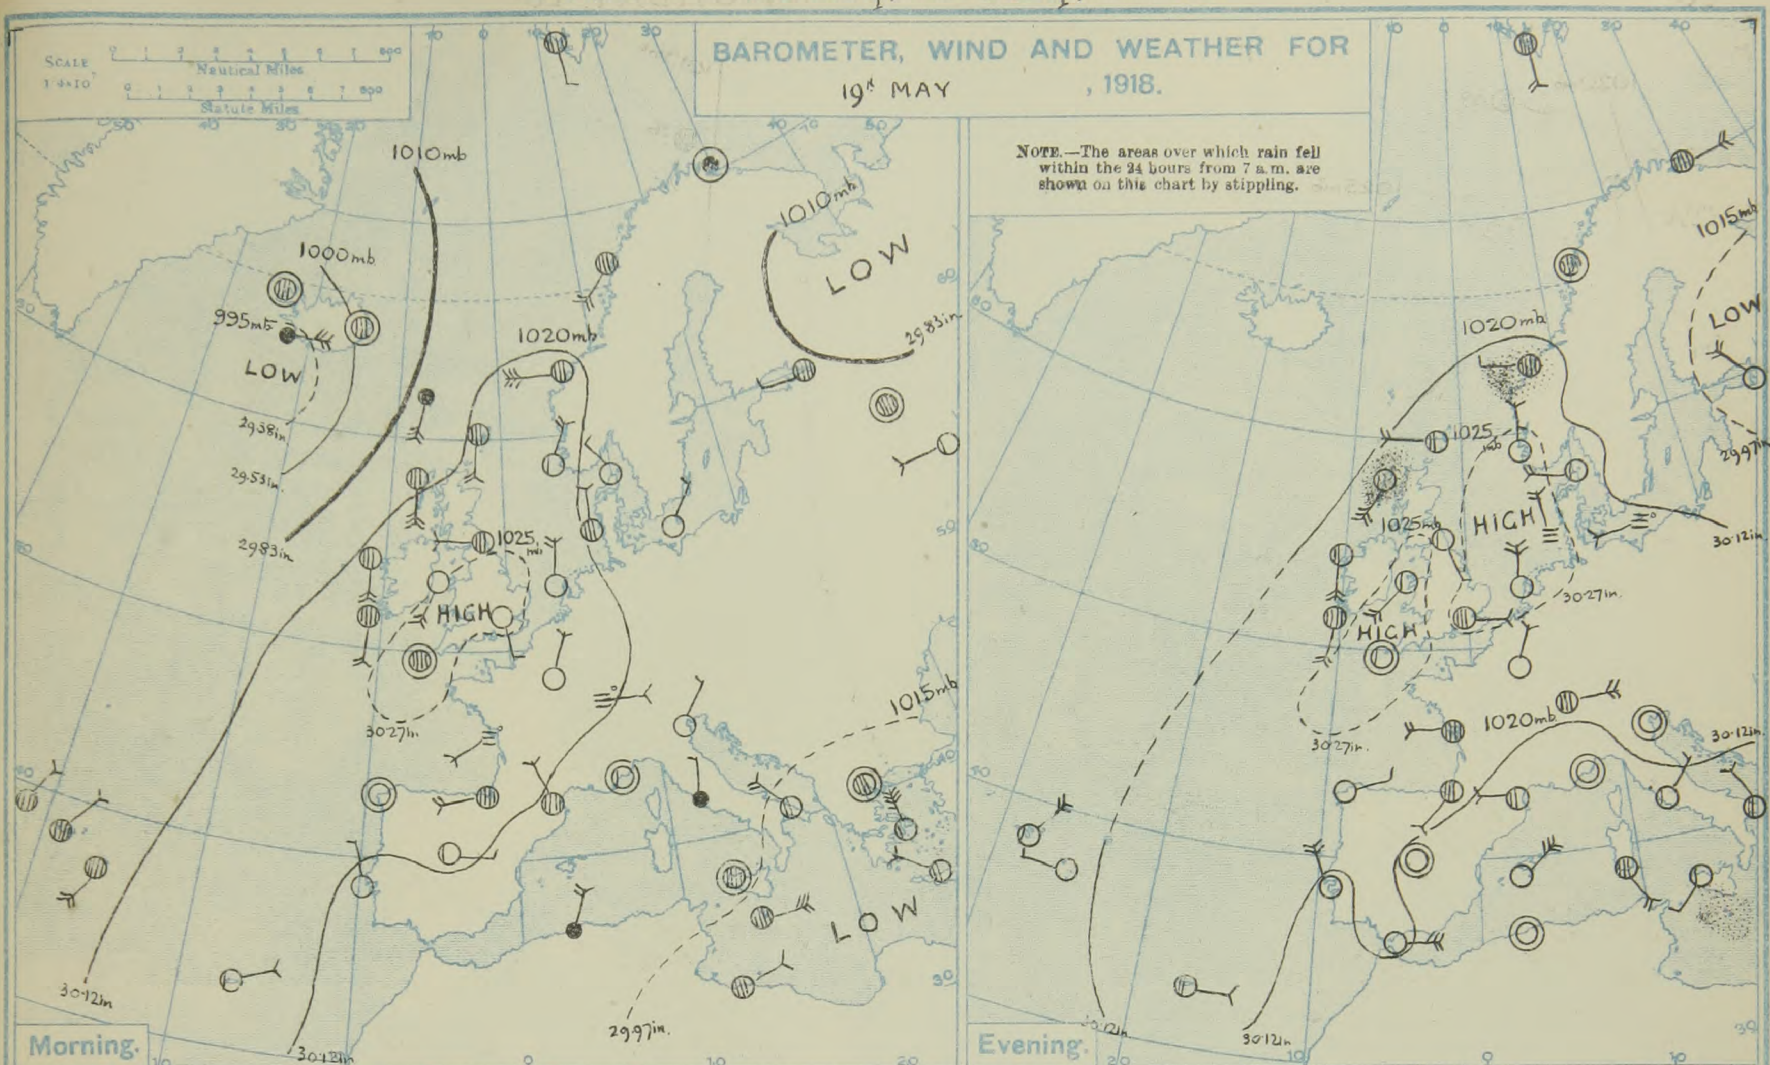 SCALE
Nautical Miles
Statute Miles
BAROMETER, WIND AND WEATHER FOR
19th MAY , 1918.
NOTE.—The areas over which rain fell
within the 24 hours from 7 a.m. are
shown on this chart by stippling.
1010mb
1000mb
995mb
LOW
29.38in.
29.53in.
29.83in.
1020mb
1010mb
LOW
29.83in.
1025mb
HIGH
30.27in.
1015mb
LOW
29.97in.
30.12in
30.12in
Morning.
1015mb
LOW
29.97in
1020mb
1025mb
HIGH
1025mb
HIGH
30.12in
30.27in.
30.27in.
1020mb
30.12in.
30.12in.
30.12in
Evening.